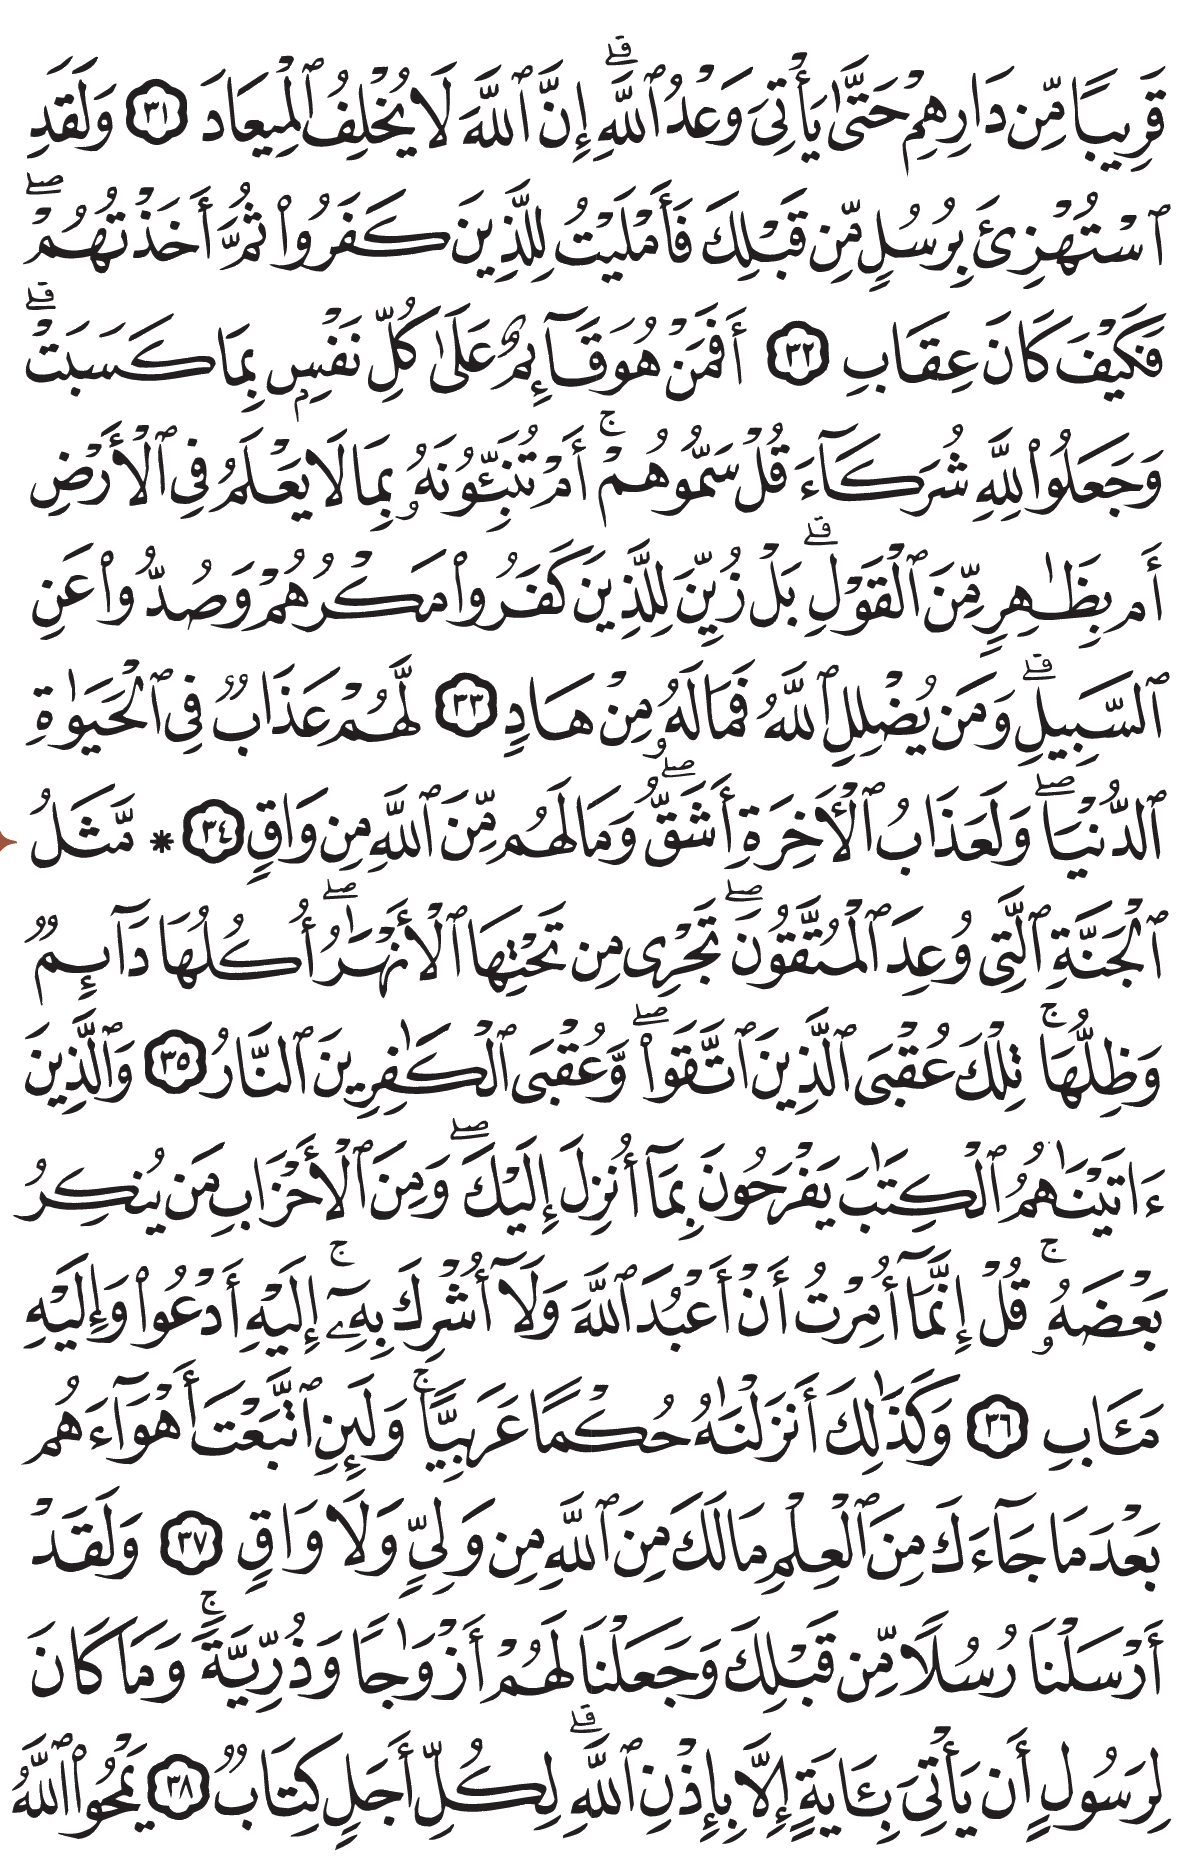 قَرِيبًا مِّن دَارِهِمْ حَتَّىٰ يَأْتِىَ وَعْدُ ٱللَّهِ ۗ إِنَّ ٱللَّهَ لَا يُخْلِفُ ٱلْمِيعَادَ ٣١ وَلَقَدِ
ٱسْتُهْزِئَ بِرُسُلٍ مِّن قَبْلِكَ فَأَمْلَيْتُ لِلَّذِينَ كَفَرُوا۟ ثُمَّ أَخَذْتُهُمْ ۖ
فَكَيْفَ كَانَ عِقَابِ ٣٢ أَفَمَنْ هُوَ قَآئِمٌ عَلَىٰ كُلِّ نَفْسٍۭ بِمَا كَسَبَتْ ۗ
وَجَعَلُوا۟ لِلَّهِ شُرَكَآءَ قُلْ سَمُّوهُمْ ۚ أَمْ تُنَبِّـُٔونَهُۥ بِمَا لَا يَعْلَمُ فِى ٱلْأَرْضِ
أَم بِظَـٰهِرٍ مِّنَ ٱلْقَوْلِ ۗ بَلْ زُيِّنَ لِلَّذِينَ كَفَرُوا۟ مَكْرُهُمْ وَصُدُّوا۟ عَنِ
ٱلسَّبِيلِ ۗ وَمَن يُضْلِلِ ٱللَّهُ فَمَا لَهُۥ مِنْ هَادٍ ٣٣ لَّهُمْ عَذَابٌ فِى ٱلْحَيَوٰةِ
ٱلدُّنْيَا ۖ وَلَعَذَابُ ٱلْـَٔاخِرَةِ أَشَقُّ ۖ وَمَا لَهُم مِّنَ ٱللَّهِ مِن وَاقٍ ٣٤ * مَّثَلُ
ٱلْجَنَّةِ ٱلَّتِى وُعِدَ ٱلْمُتَّقُونَ ۖ تَجْرِى مِن تَحْتِهَا ٱلْأَنْهَـٰرُ ۖ أُكُلُهَا دَآئِمٌ
وَظِلُّهَا ۚ تِلْكَ عُقْبَى ٱلَّذِينَ ٱتَّقَوا۟ ۖ وَّعُقْبَى ٱلْكَـٰفِرِينَ ٱلنَّارُ ٣٥ وَٱلَّذِينَ
ءَاتَيْنَـٰهُمُ ٱلْكِتَـٰبَ يَفْرَحُونَ بِمَآ أُنزِلَ إِلَيْكَ ۖ وَمِنَ ٱلْأَحْزَابِ مَن يُنكِرُ
بَعْضَهُۥ ۚ قُلْ إِنَّمَآ أُمِرْتُ أَنْ أَعْبُدَ ٱللَّهَ وَلَآ أُشْرِكَ بِهِۦٓ ۚ إِلَيْهِ أَدْعُوا۟ وَإِلَيْهِ
مَـَٔابِ ٣٦ وَكَذَٰلِكَ أَنزَلْنَـٰهُ حُكْمًا عَرَبِيًّا ۚ وَلَئِنِ ٱتَّبَعْتَ أَهْوَآءَهُم
بَعْدَ مَا جَآءَكَ مِنَ ٱلْعِلْمِ مَا لَكَ مِنَ ٱللَّهِ مِن وَلِىٍّ وَلَا وَاقٍ ٣٧ وَلَقَدْ
أَرْسَلْنَا رُسُلًا مِّن قَبْلِكَ وَجَعَلْنَا لَهُمْ أَزْوَٰجًا وَذُرِّيَّةً ۚ وَمَا كَانَ
لِرَسُولٍ أَن يَأْتِىَ بِـَٔايَةٍ إِلَّا بِإِذْنِ ٱللَّهِ ۗ لِكُلِّ أَجَلٍ كِتَابٌ ٣٨ يَمْحُوا۟ ٱللَّهُ